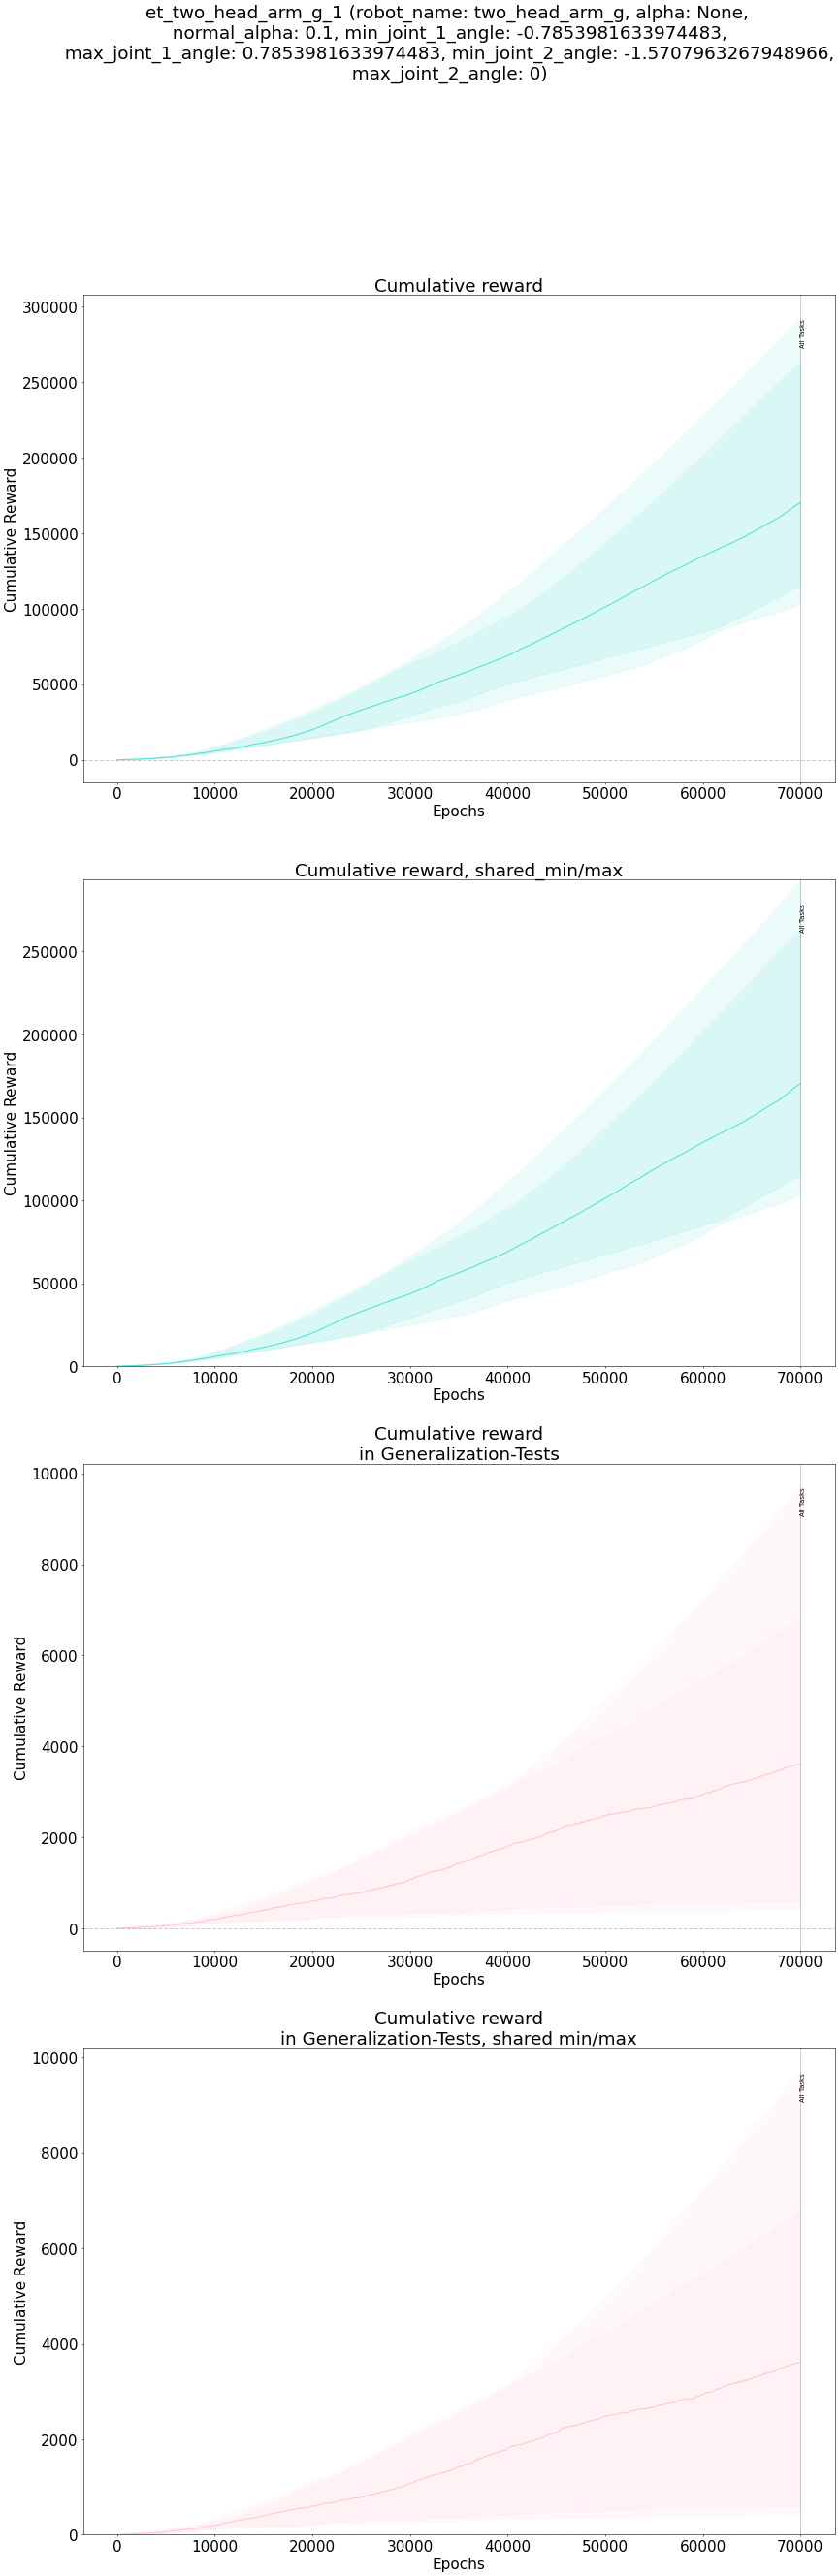 et_two_head_arm_g_1 (robot_name: two_head_arm_g, alpha: None,
normal_alpha: 0.1, min_joint_1_angle: -0.7853981633974483,
max_joint_1_angle: 0.7853981633974483, min_joint_2_angle: -1.5707963267948966,
max_joint_2_angle: 0)
Cumulative reward
300000
250000
200000
150000
100000
50000
0
Cumulative Reward
All Tasks
0 10000 20000 30000 40000 50000 60000 70000
Epochs
Cumulative reward, shared_min/max
250000
200000
150000
100000
50000
0
Cumulative Reward
All Tasks
0 10000 20000 30000 40000 50000 60000 70000
Epochs
Cumulative reward
in Generalization-Tests
10000
8000
6000
4000
2000
0
Cumulative Reward
All Tasks
0 10000 20000 30000 40000 50000 60000 70000
Epochs
Cumulative reward
in Generalization-Tests, shared min/max
10000
8000
6000
4000
2000
0
Cumulative Reward
All Tasks
0 10000 20000 30000 40000 50000 60000 70000
Epochs